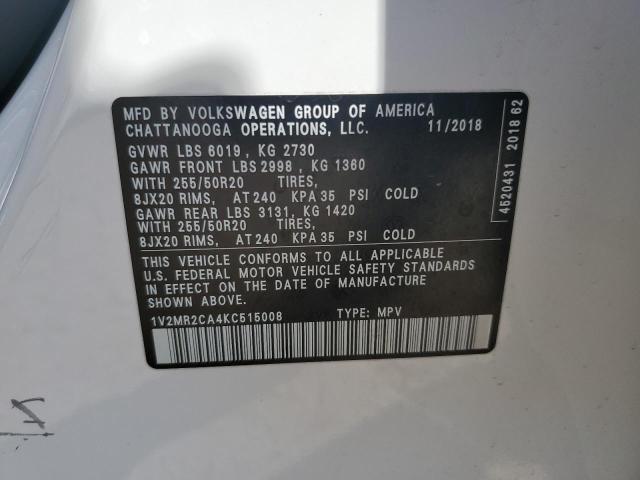 MFD BY VOLKSWAGEN GROUP OF AMERICA
CHATTANOOGA OPERATIONS, LLC. 11/2018
GVWR LBS 6019 , KG 2730
GAWR FRONT LBS 2998 , KG 1360
WITH 255/50R20 TIRES,
8JX20 RIMS, AT 240 KPA 35 PSI COLD
GAWR REAR LBS 3131, KG 1420
WITH 255/50R20 TIRES,
8JX20 RIMS, AT 240 KPA 35 PSI COLD
THIS VEHICLE CONFORMS TO ALL APPLICABLE
U.S. FEDERAL MOTOR VEHICLE SAFETY STANDARDS
IN EFFECT ON THE DATE OF MANUFACTURE
INDICATED ABOVE.
1V2MR2CA4KC515008 TYPE: MPV
4520431 2018 62